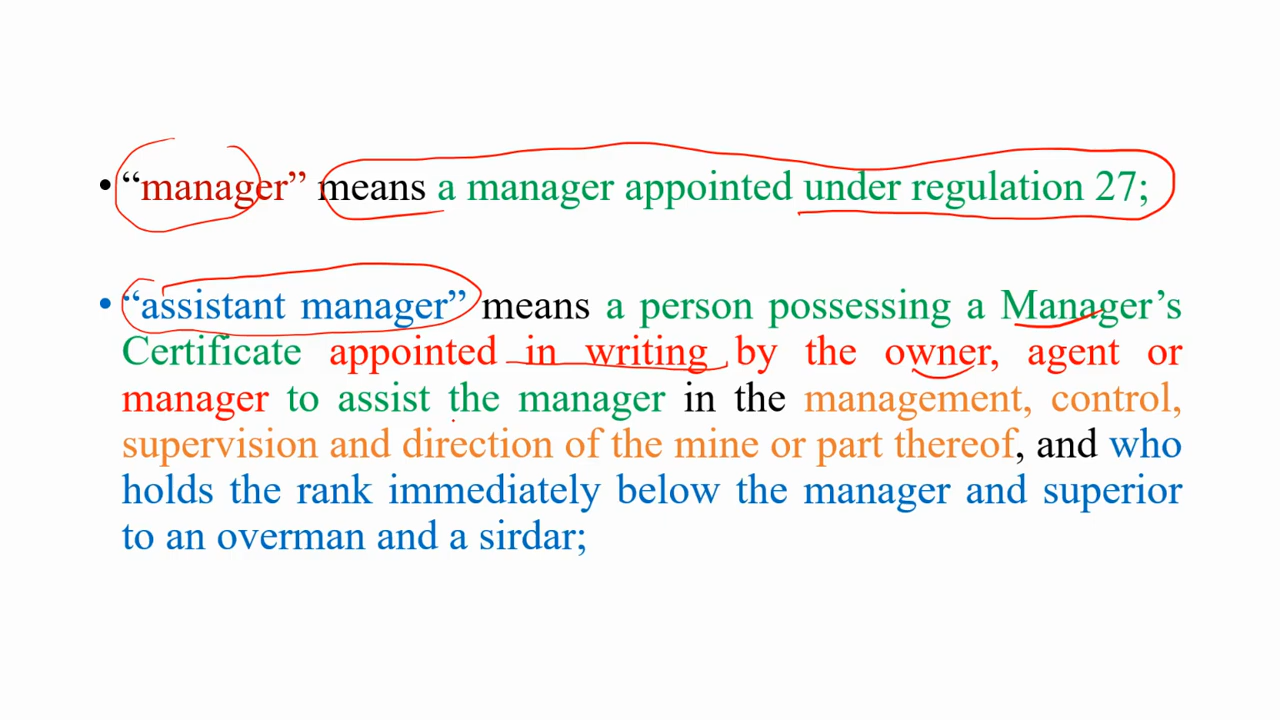 • “manager” means a manager appointed under regulation 27;
• “assistant manager” means a person possessing a Manager’s
Certificate appointed in writing by the owner, agent or
manager to assist the manager in the management, control,
supervision and direction of the mine or part thereof, and who
holds the rank immediately below the manager and superior
to an overman and a sirdar;